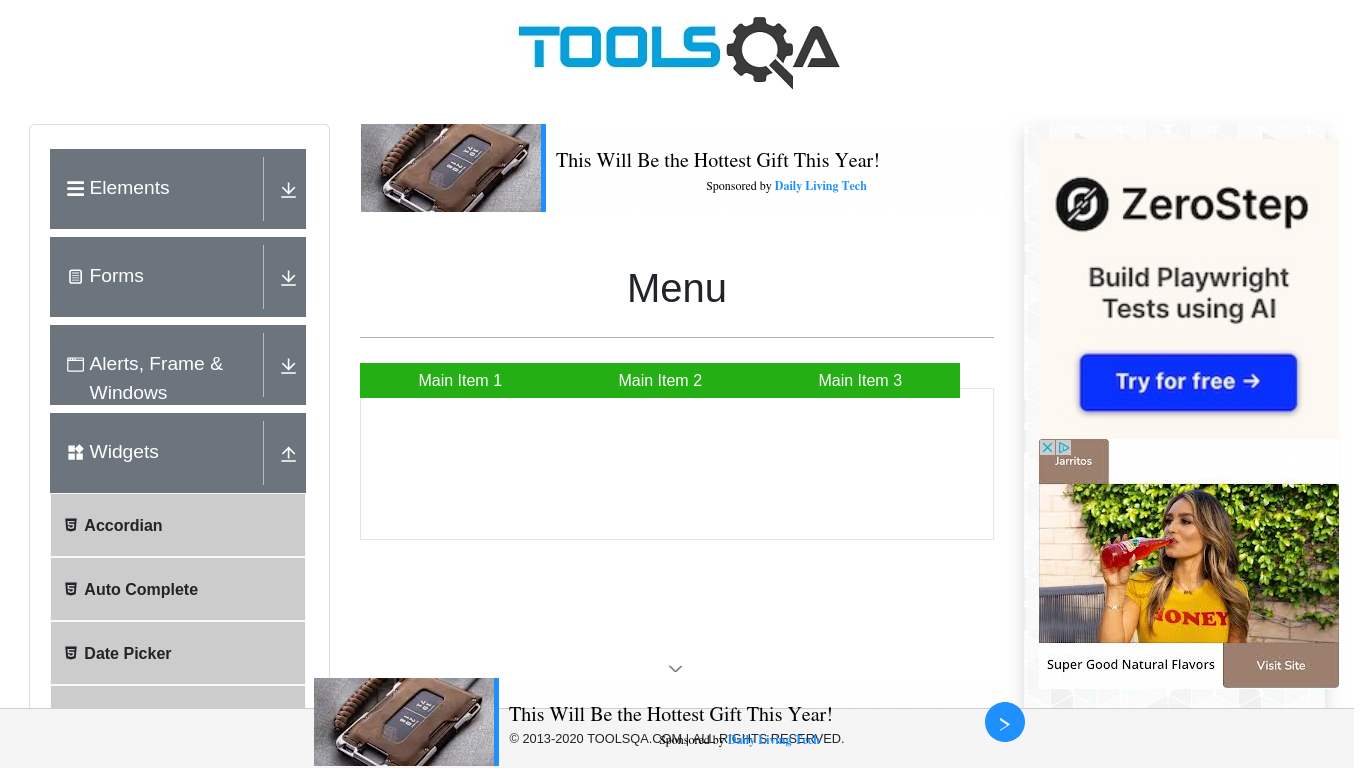 TOOLSQA
Elements
Forms
Alerts, Frame &
Windows
Widgets
Accordian
Auto Complete
Date Picker
This Will Be the Hottest Gift This Year!
Sponsored by Daily Living Tech
Menu
Main Item 1
Main Item 2
Main Item 3
ZeroStep
Build Playwright
Tests using AI
Try for free →
Jarritos
HONEY
Super Good Natural Flavors
Visit Site
This Will Be the Hottest Gift This Year!
© 2013-2020 TOOLSQA.COM | ALL RIGHTS RESERVED.
Sponsored by Daily Living Tech